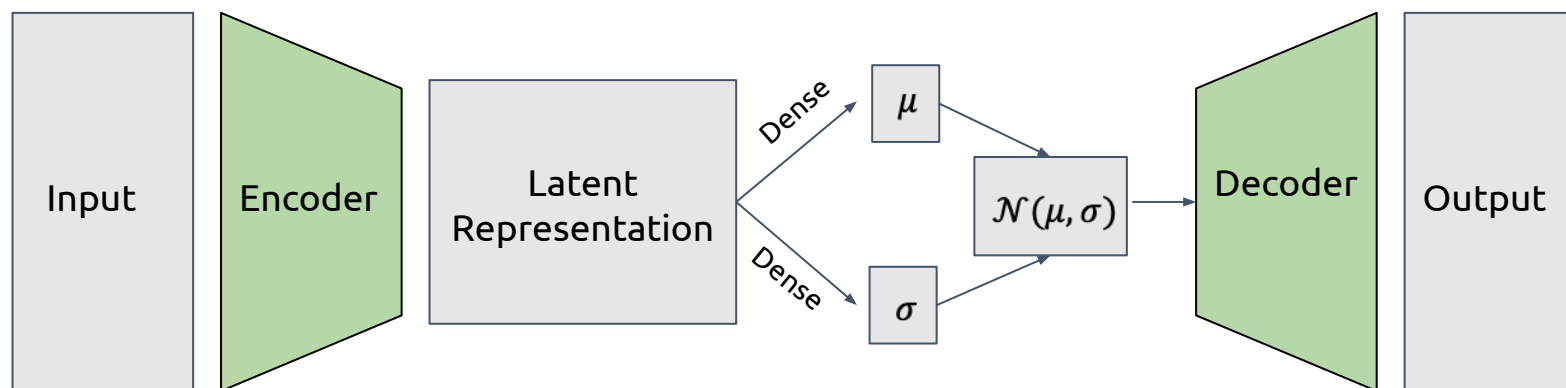 Input
Encoder
Latent
Representation
Dense
Dense
μ
σ
𝒩(μ, σ)
Decoder
Output